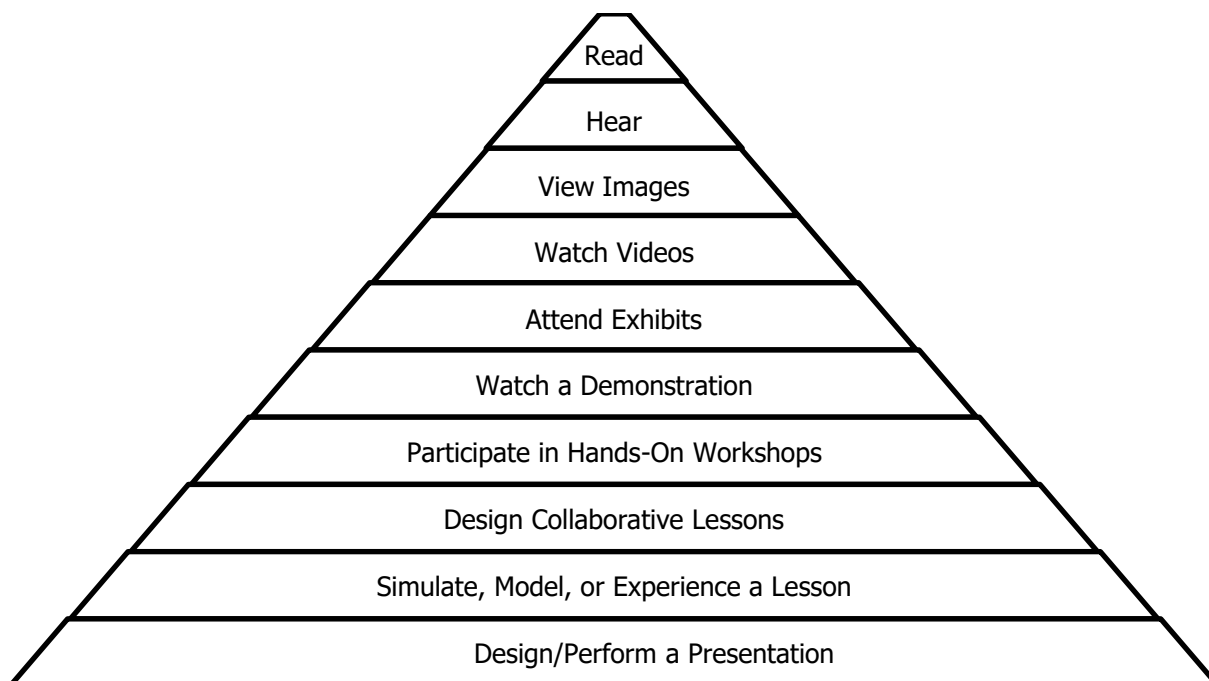 Read
Hear
View Images
Watch Videos
Attend Exhibits
Watch a Demonstration
Participate in Hands-On Workshops
Design Collaborative Lessons
Simulate, Model, or Experience a Lesson
Design/Perform a Presentation